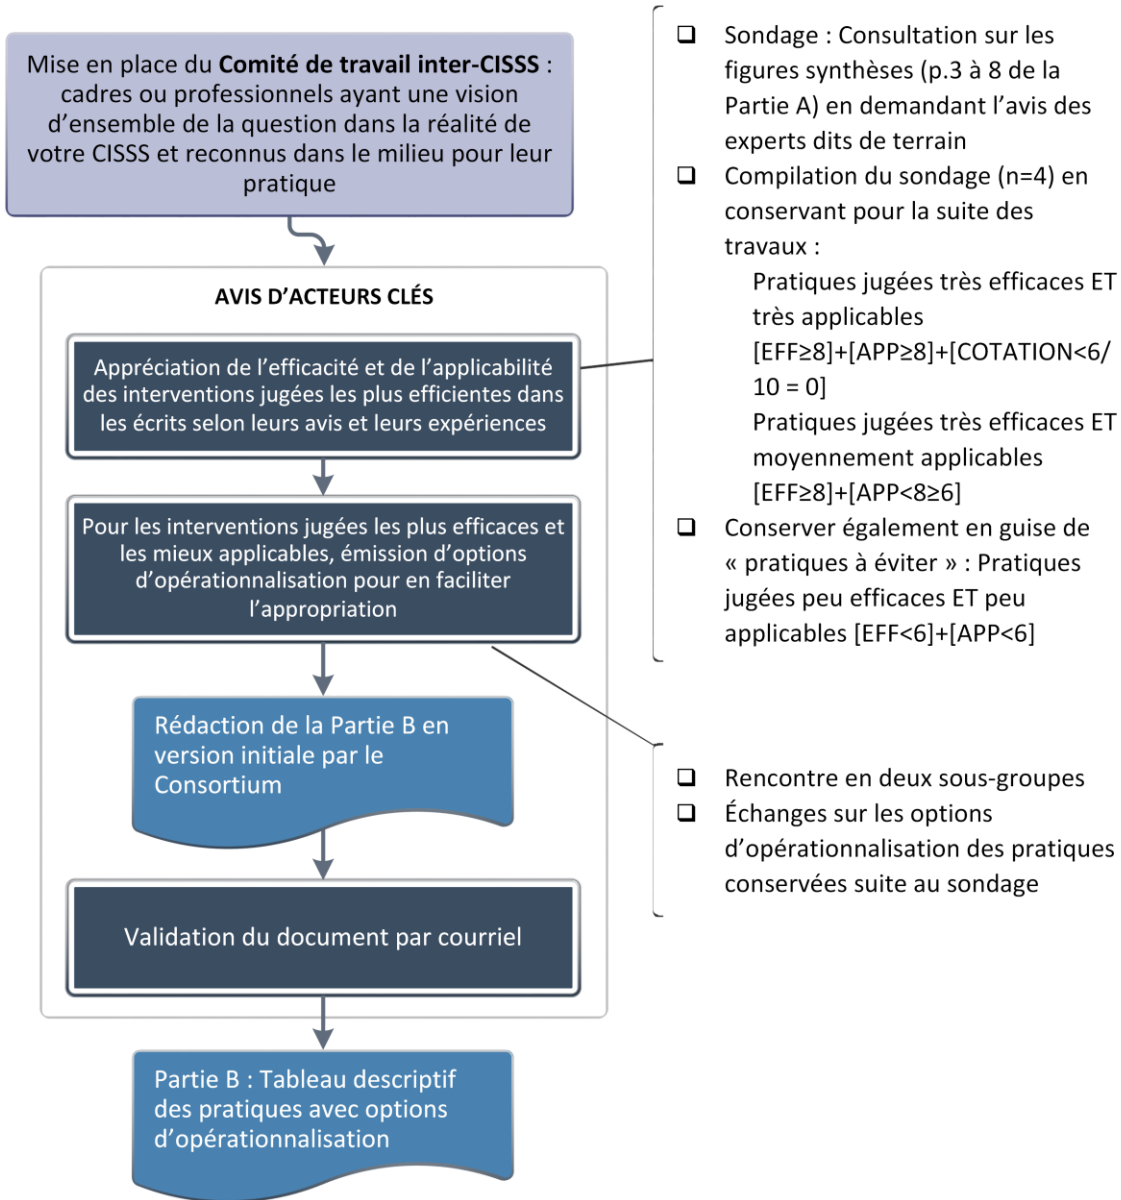 Mise en place du Comité de travail inter-CISSS :
cadres ou professionnels ayant une vision
d’ensemble de la question dans la réalité de
votre CISSS et reconnus dans le milieu pour leur
pratique
AVIS D’ACTEURS CLÉS
Appréciation de l’efficacité et de l’applicabilité
des interventions jugées les plus efficientes dans
les écrits selon leurs avis et leurs expériences
Pour les interventions jugées les plus efficaces et
les mieux applicables, émission d’options
d’opérationnalisation pour en faciliter
l’appropriation
Rédaction de la Partie B en
version initiale par le
Consortium
Validation du document par courriel
Partie B : Tableau descriptif
des pratiques avec options
d’opérationnalisation
❑ Sondage : Consultation sur les
figures synthèses (p.3 à 8 de la
Partie A) en demandant l’avis des
experts dits de terrain
❑ Compilation du sondage (n=4) en
conservant pour la suite des
travaux :
Pratiques jugées très efficaces ET
très applicables
[EFF≥8]+[APP≥8]+[COTATION<6/
10 = 0]
Pratiques jugées très efficaces ET
moyennement applicables
[EFF≥8]+[APP<8≥6]
❑ Conserver également en guise de
« pratiques à éviter » : Pratiques
jugées peu efficaces ET peu
applicables [EFF<6]+[APP<6]
❑ Rencontre en deux sous-groupes
❑ Échanges sur les options
d’opérationnalisation des pratiques
conservées suite au sondage